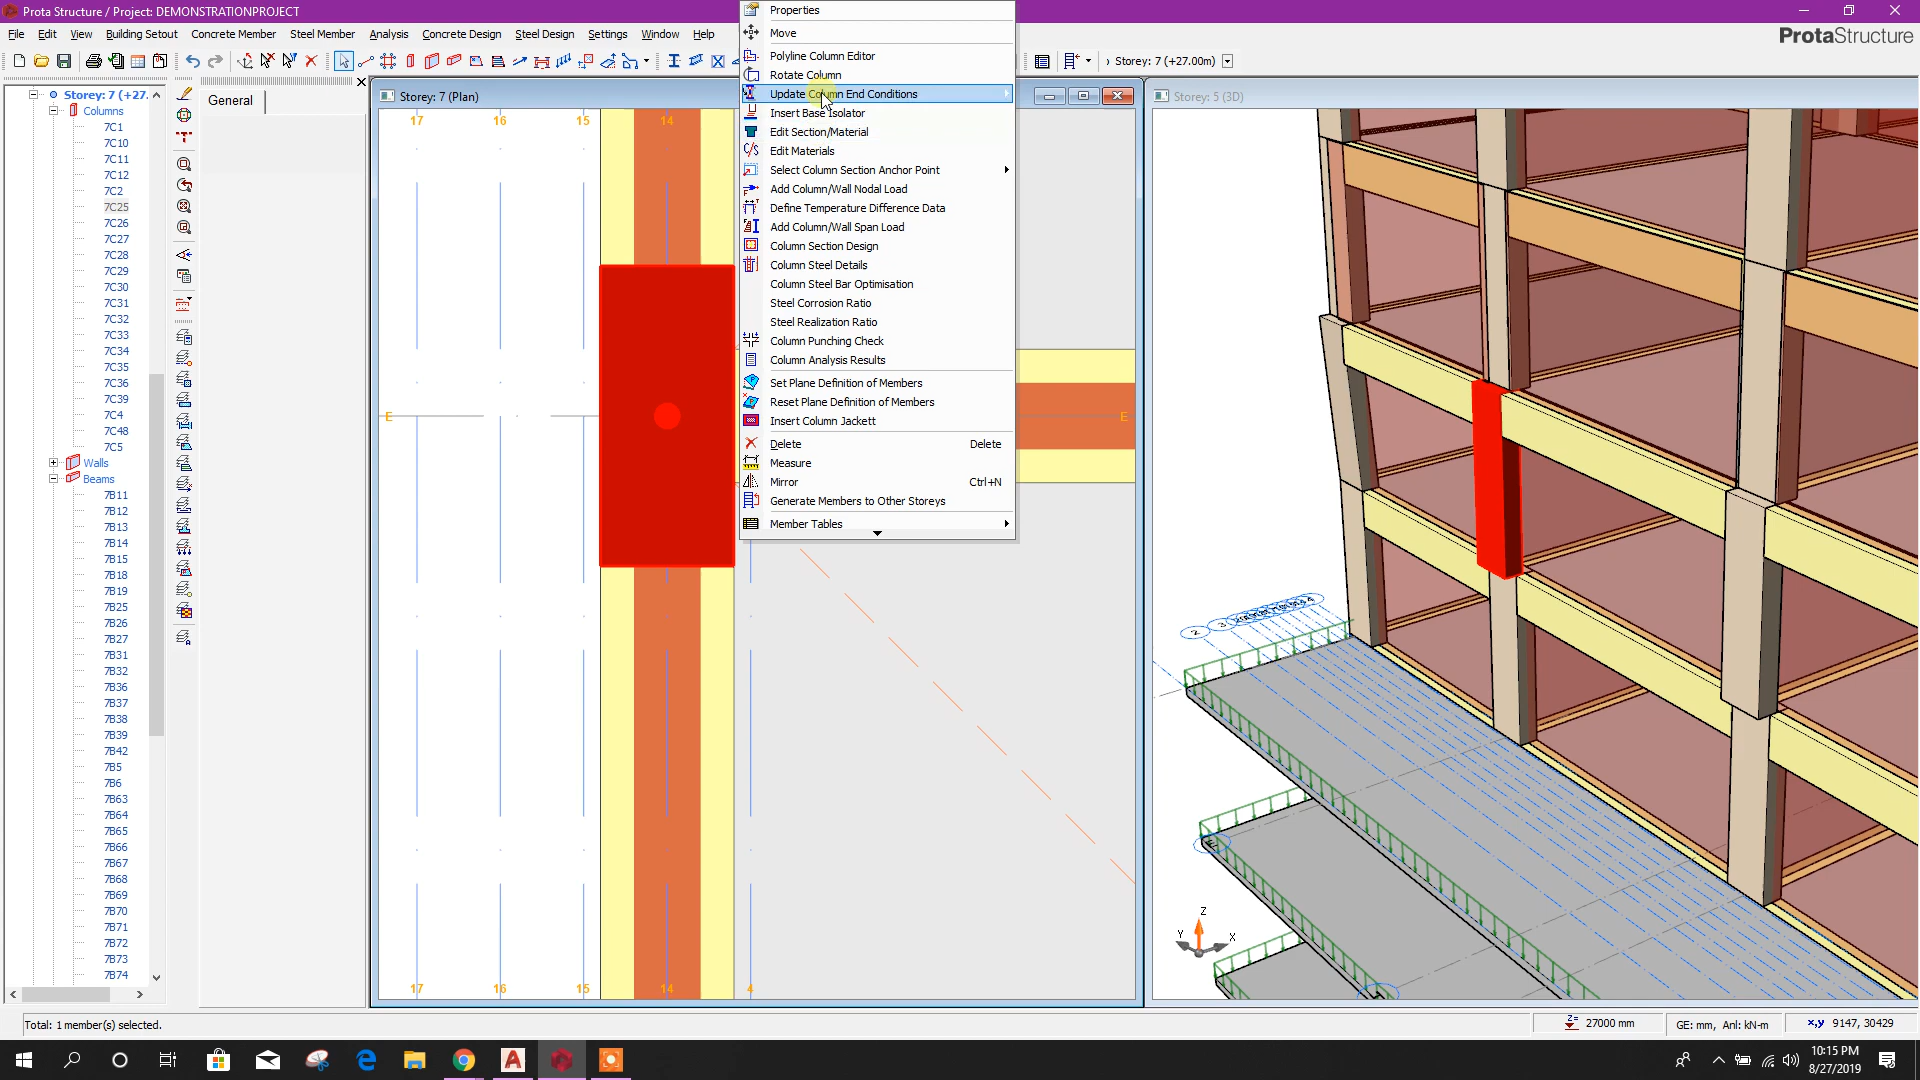 Prota Structure / Project: DEMONSTRATIONPROJECT
File Edit View Building Setout Concrete Member Steel Member Analysis Concrete Design Steel Design Settings Window Help
ProtaStructure
Storey: 7 (+27.00m)
Storey: 7 (+27.
Columns
7C1
7C10
7C11
7C12
7C2
7C25
7C26
7C27
7C28
7C29
7C30
7C31
7C32
7C33
7C34
7C35
7C36
7C39
7C4
7C48
7C5
Walls
Beams
7B11
7B12
7B13
7B14
7B15
7B18
7B19
7B25
7B26
7B27
7B31
7B32
7B36
7B37
7B38
7B39
7B42
7B5
7B6
7B63
7B64
7B65
7B66
7B67
7B68
7B69
7B70
7B71
7B72
7B73
7B74
General
Storey: 7 (Plan)
17 16 15 14
E
E
17 16 15 14 4
Properties
Move
Polyline Column Editor
Rotate Column
Update Column End Conditions
Insert Base Isolator
Edit Section/Material
Edit Materials
Select Column Section Anchor Point
Add Column/Wall Nodal Load
Define Temperature Difference Data
Add Column/Wall Span Load
Column Section Design
Column Steel Details
Column Steel Bar Optimisation
Steel Corrosion Ratio
Steel Realization Ratio
Column Punching Check
Column Analysis Results
Set Plane Definition of Members
Reset Plane Definition of Members
Insert Column Jackett
Delete Delete
Measure
Mirror Ctrl+N
Generate Members to Other Storeys
Member Tables
Storey: 5 (3D)
2 3
Z
Y X
Total: 1 member(s) selected.
Z= 27000 mm
GE: mm, Anl: kN-m
x,y 9147, 30429
10:15 PM
8/27/2019